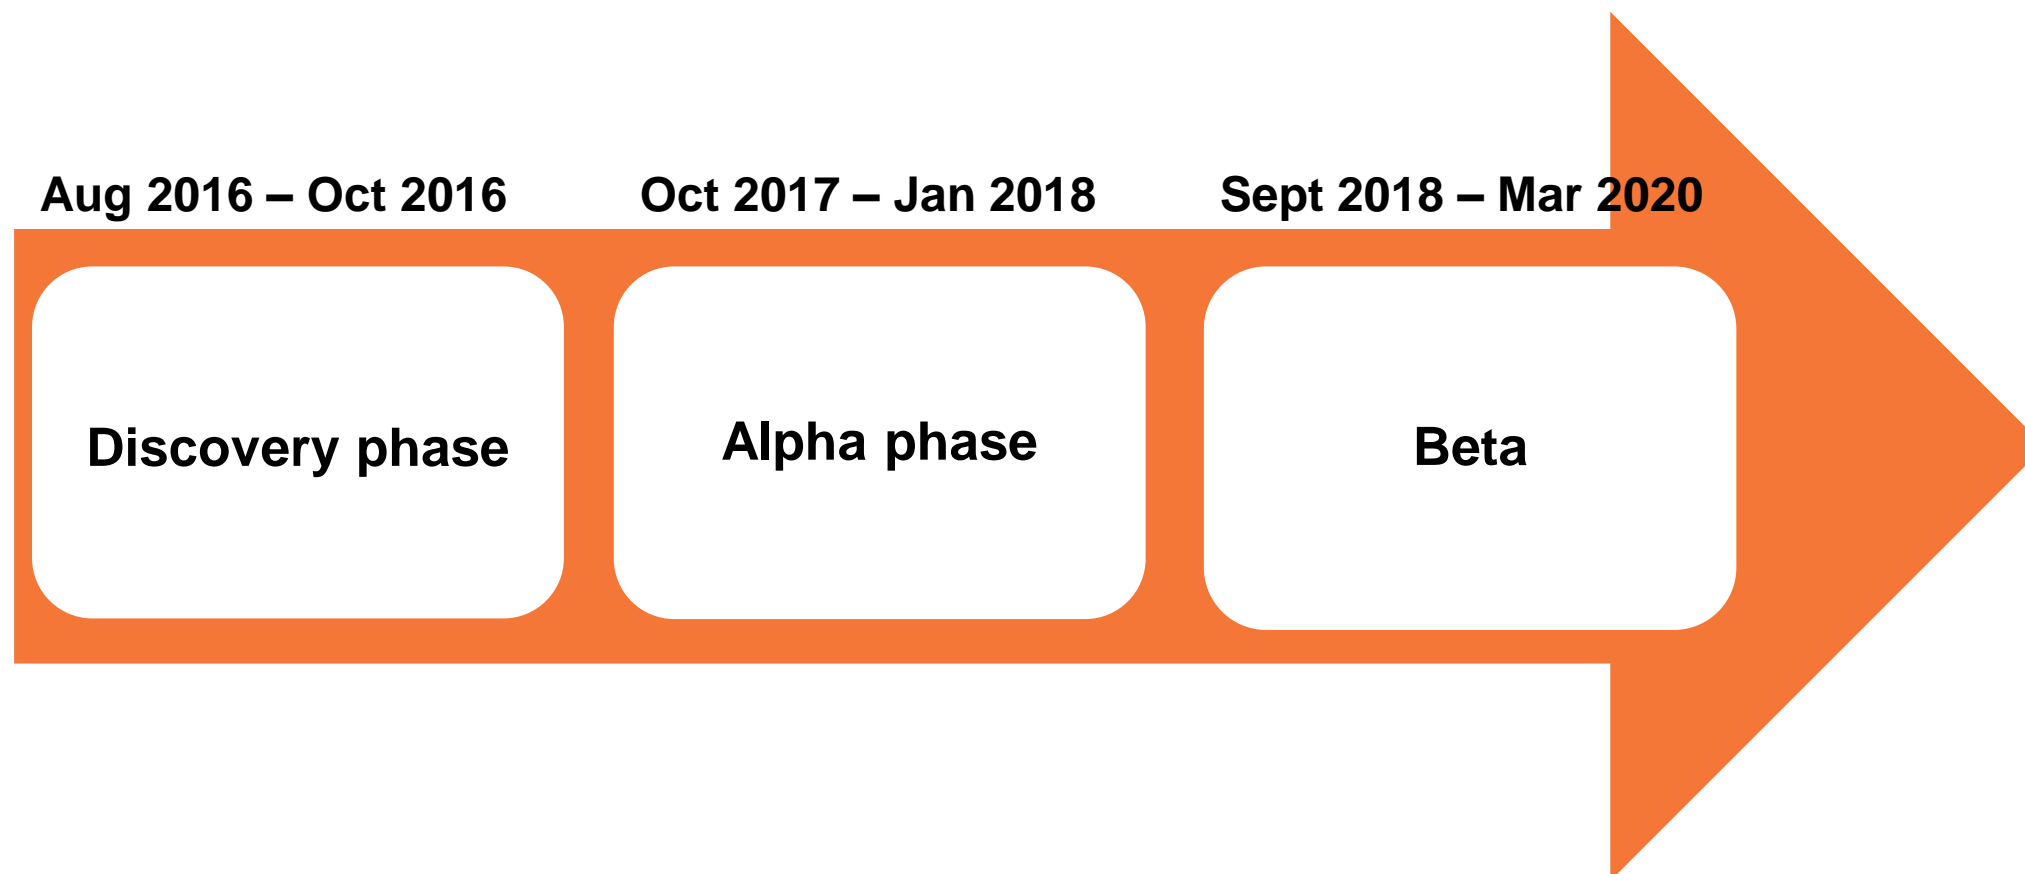 Aug 2016 – Oct 2016
Oct 2017 – Jan 2018
Sept 2018 – Mar 2020
Discovery phase
Alpha phase
Beta